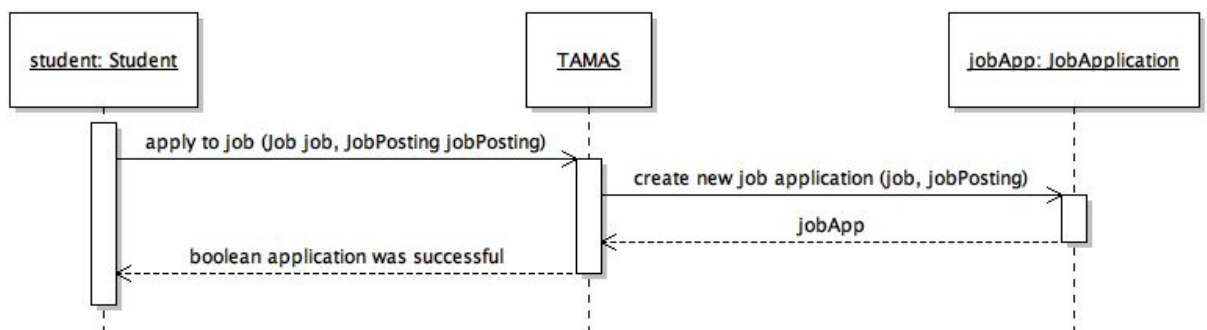 student: Student
TAMAS
jobApp: JobApplication
apply to job (Job job, JobPosting jobPosting)
create new job application (job, jobPosting)
jobApp
boolean application was successful